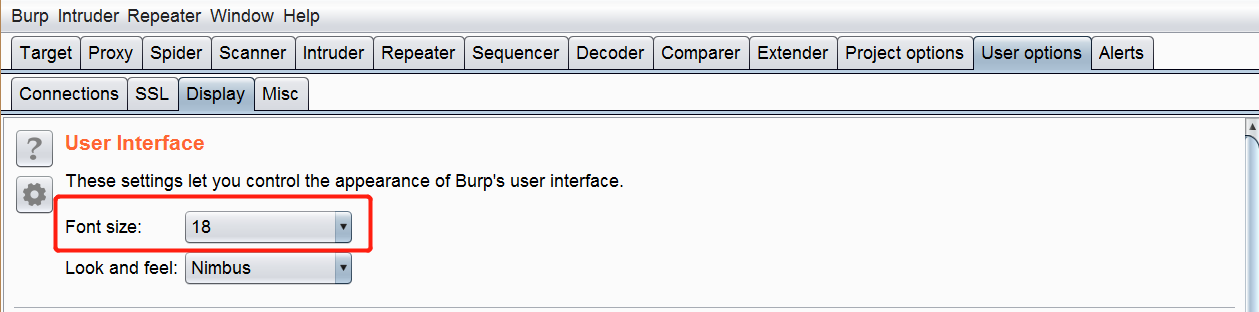 Burp Intruder Repeater Window Help
Target Proxy Spider Scanner Intruder Repeater Sequencer Decoder Comparer Extender Project options User options Alerts
Connections SSL Display Misc
? User Interface
These settings let you control the appearance of Burp's user interface.
Font size: 18
Look and feel: Nimbus